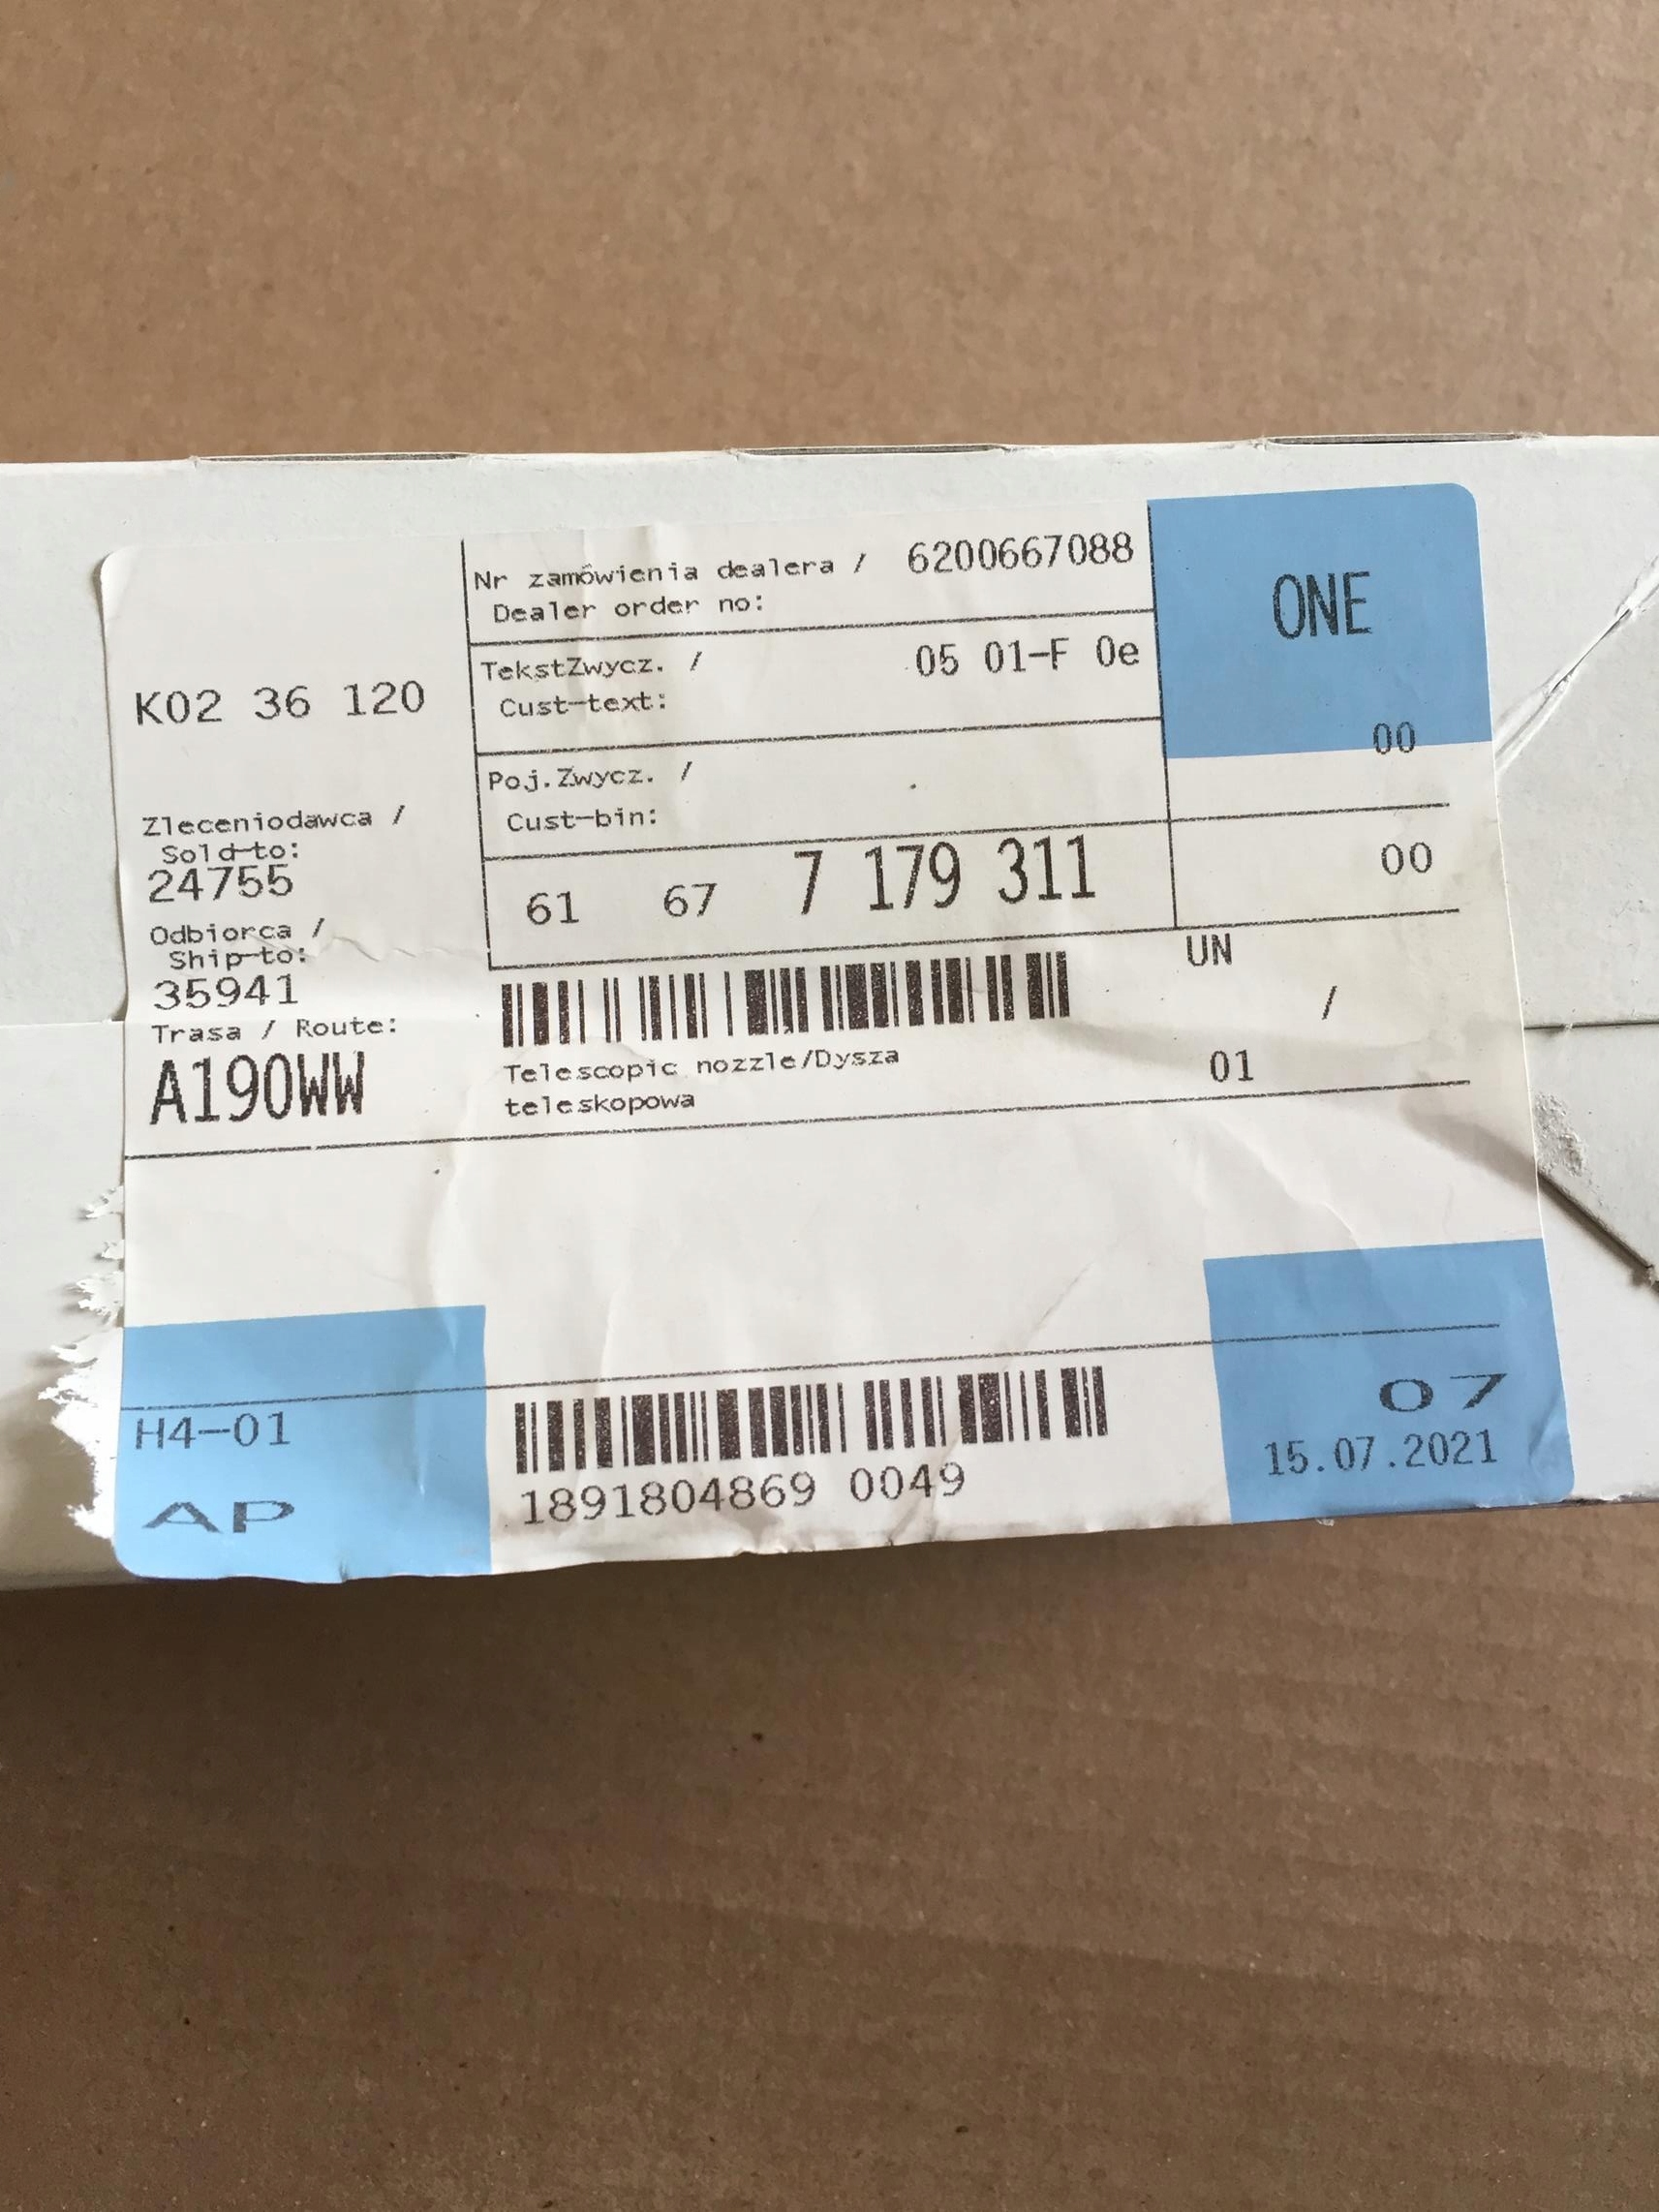 K02 36 120
Zleceniodawca /
Sold-to:
24755
Odbiorca /
Ship-to:
35941
Trasa / Route:
A190WW
Nr zamówienia dealera / 6200667088
Dealer order no:
TekstZwycz. / 05 01-F 0e
Cust-text:
Poj.Zwycz. /
Cust-bin:
61 67 7 179 311
ONE
00
00
UN
/
01
Telescopic nozzle/Dysza
teleskopowa
H4-01
AP
1891804869 0049
07
15.07.2021